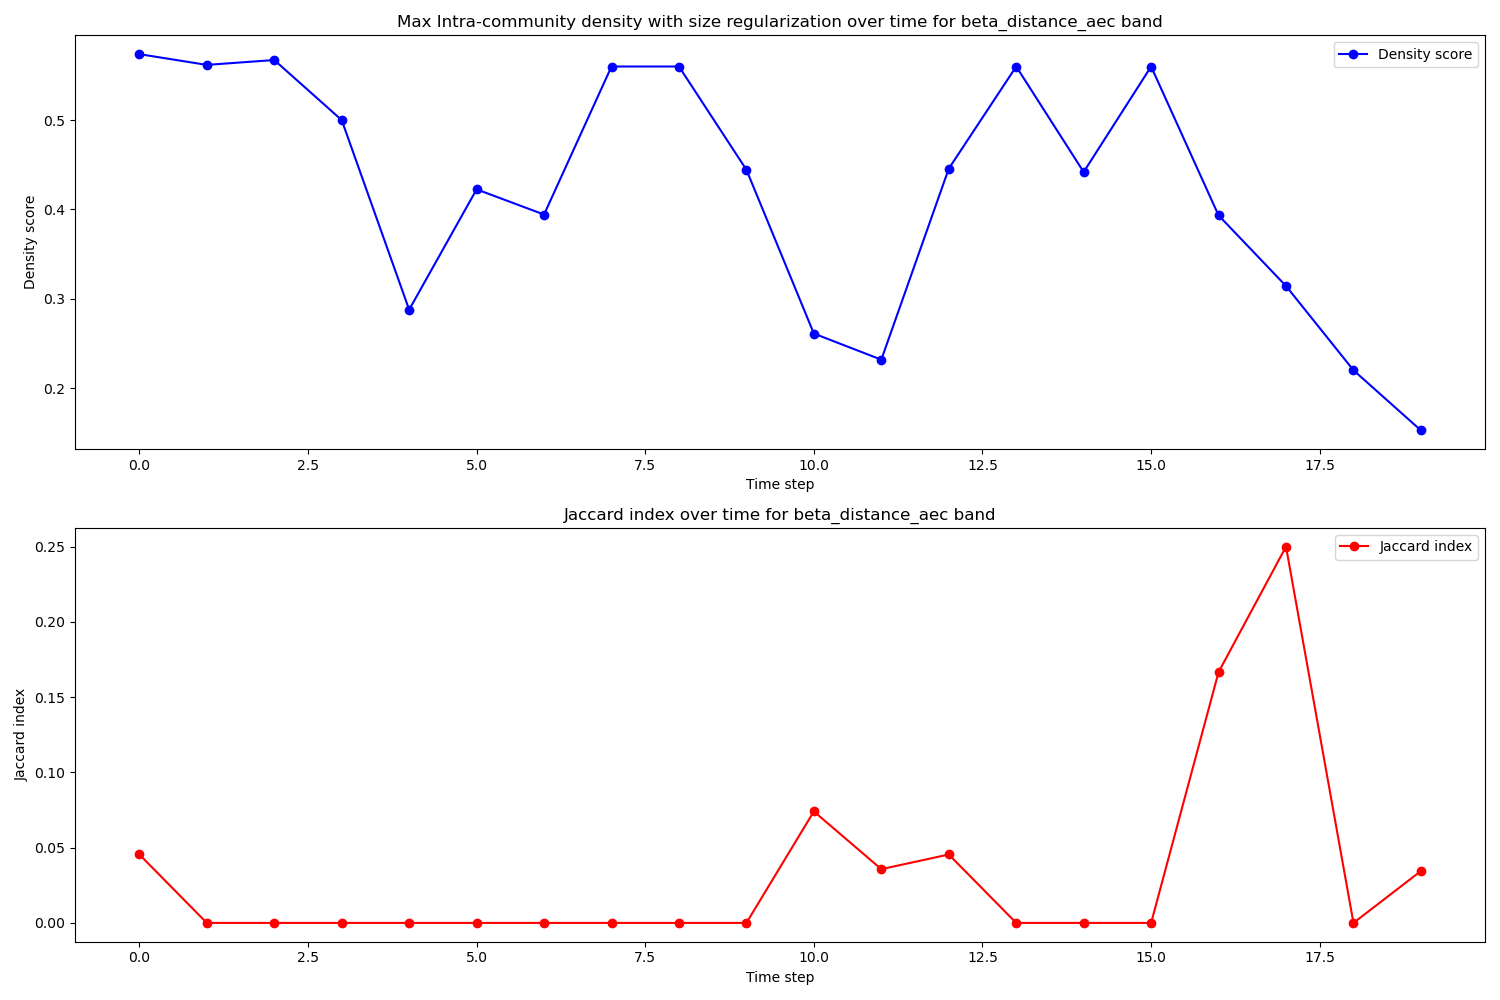 Max Intra-community density with size regularization over time for beta_distance_aec band
Density score
0.5
0.4
0.3
0.2
Density score
0.0 2.5 5.0 7.5 10.0 12.5 15.0 17.5
Time step
Jaccard index over time for beta_distance_aec band
Jaccard index
0.25
0.20
0.15
0.10
0.05
0.00
Jaccard index
0.0 2.5 5.0 7.5 10.0 12.5 15.0 17.5
Time step